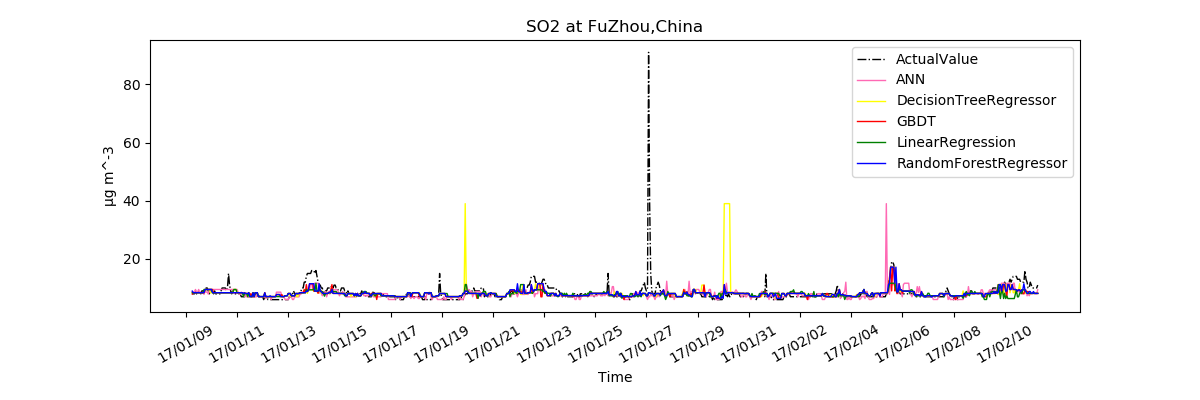 SO2 at FuZhou,China
ActualValue
ANN
DecisionTreeRegressor
GBDT
LinearRegression
RandomForestRegressor
80
60
40
20
μg m^-3
17/01/09
17/01/11
17/01/13
17/01/15
17/01/17
17/01/19
17/01/21
17/01/23
17/01/25
17/01/27
17/01/29
17/01/31
17/02/02
17/02/04
17/02/06
17/02/08
17/02/10
Time